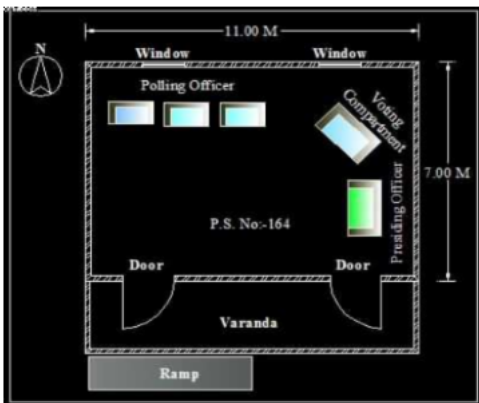 11.00 M
N
Window
Window
Polling Officer
Voting
Compartment
7.00 M
Presiding Officer
P.S. No:-164
Door
Door
Varanda
Ramp